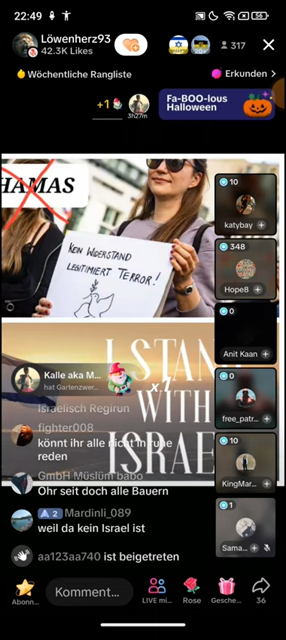 22:49
56
Löwenherz93
42.3K Likes
317
Wöchentliche Rangliste
Erkunden >
+1
3h27m
Fa-BOO-lous
Halloween
HAMAS
KEIN WIDERSTAND
LEGITIMIERT TERROR!
10
katybay
348
Hope8
0
Anit Kaan
0
free_patr...
10
KingMar...
1
Sama...
I STAN
WITH
ISRAE
Kalle aka M...
hat Gartenzwer...
x1
Israelisch Regirun
fighter008
könnt ihr alle nicht in ruhe
reden
GmbH Müslüm babo
Ohr seit doch alle Bauern
A 2 Mardinli_089
weil da kein Israel ist
aa123aa740 ist beigetreten
Abonn...
Komment...
LIVE mi...
Rose
Gesche...
36